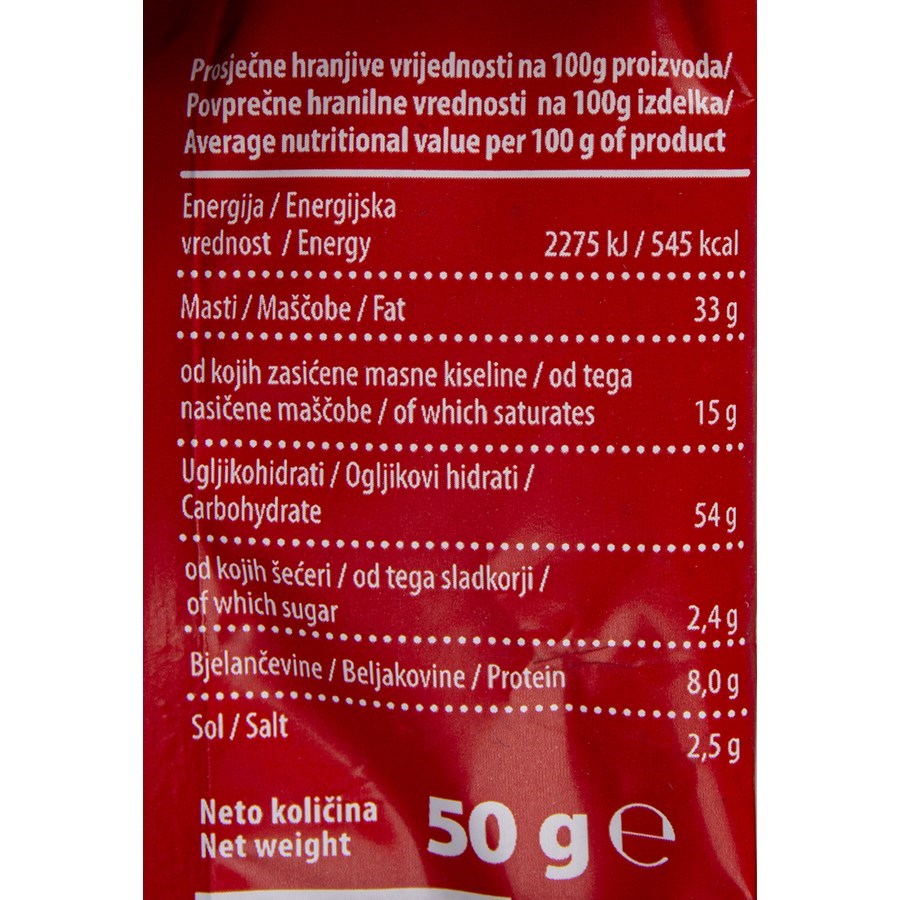 Prosječne hranjive vrijednosti na 100g proizvoda/
Povprečne hranilne vrednosti na 100g izdelka/
Average nutritional value per 100 g of product
Energija / Energijska
vrednost / Energy 2275 kJ / 545 kcal
Masti / Maščobe / Fat 33 g
od kojih zasićene masne kiseline / od tega
nasičene maščobe / of which saturates 15 g
Ugljikohidrati / Ogljikovi hidrati /
Carbohydrate 54 g
od kojih šećeri / od tega sladkorji /
of which sugar 2,4 g
Bjelančevine / Beljakovine / Protein 8,0 g
Sol / Salt 2,5 g
Neto količina
Net weight 50 g ℮